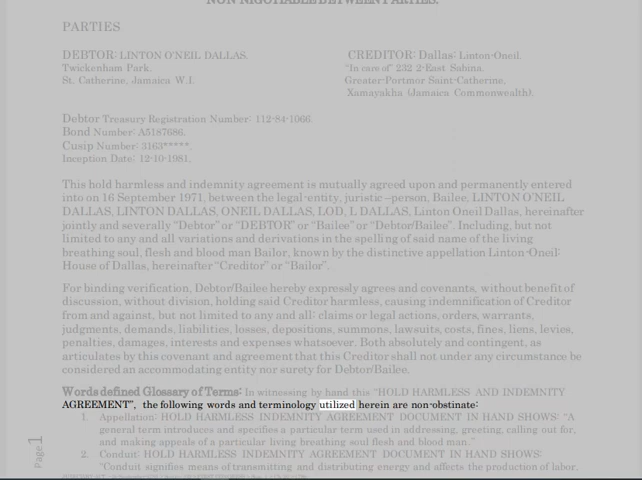 NON NEGOTIABLE BETWEEN PARTIES.
PARTIES
DEBTOR: LINTON O'NEIL DALLAS.
Twickenham Park.
St. Catherine, Jamaica W.I.
CREDITOR: Dallas: Linton-Oneil.
"In care of" 232 2-East Sabina.
Greater-Portmor Saint-Catherine,
Xamayakha (Jamaica Commonwealth).
Debtor Treasury Registration Number: 112-84-1066
Bond Number: A5187686.
Cusip Number: 3163*****.
Inception Date: 12-10-1981.
This hold harmless and indemnity agreement is mutually agreed upon and permanently entered
into on 16 September 1971, between the legal-entity, juristic –person, Bailee, LINTON O'NEIL
DALLAS, LINTON DALLAS, ONEIL DALLAS, LOD, L DALLAS, Linton Oneil Dallas, hereinafter
jointly and severally "Debtor" or "DEBTOR" or "Bailee" or "Debtor/Bailee". Including, but not
limited to any and all variations and derivations in the spelling of said name of the living
breathing soul, flesh and blood man Bailor, known by the distinctive appellation Linton-Oneil:
House of Dallas, hereinafter "Creditor" or "Bailor".
For binding verification, Debtor/Bailee hereby expressly agrees and covenants, without benefit of
discussion, without division, holding said Creditor harmless, causing indemnification of Creditor
from and against, but not limited to any and all: claims or legal actions, orders, warrants,
judgments, demands, liabilities, losses, depositions, summons, lawsuits, costs, fines, liens, levies,
penalties, damages, interests and expenses whatsoever. Both absolutely and contingent, as
articulates by this covenant and agreement that this Creditor shall not under any circumstance be
considered an accommodating entity nor surety for Debtor/Bailee.
Words defined Glossary of Terms: In witnessing by hand this "HOLD HARMLESS AND INDEMNITY
AGREEMENT", the following words and terminology utilized herein are non-obstinate:
1. Appellation: HOLD HARMLESS INDEMNITY AGREEMENT DOCUMENT IN HAND SHOWS: "A
general term introduces and specifies a particular term used in addressing, greeting, calling out for,
and making appeals of a particular living breathing soul flesh and blood man."
2. Conduit: HOLD HARMLESS INDEMNITY AGREEMENT DOCUMENT IN HAND SHOWS:
"Conduit signifies means of transmitting and distributing energy and affects the production of labor,
Page 1